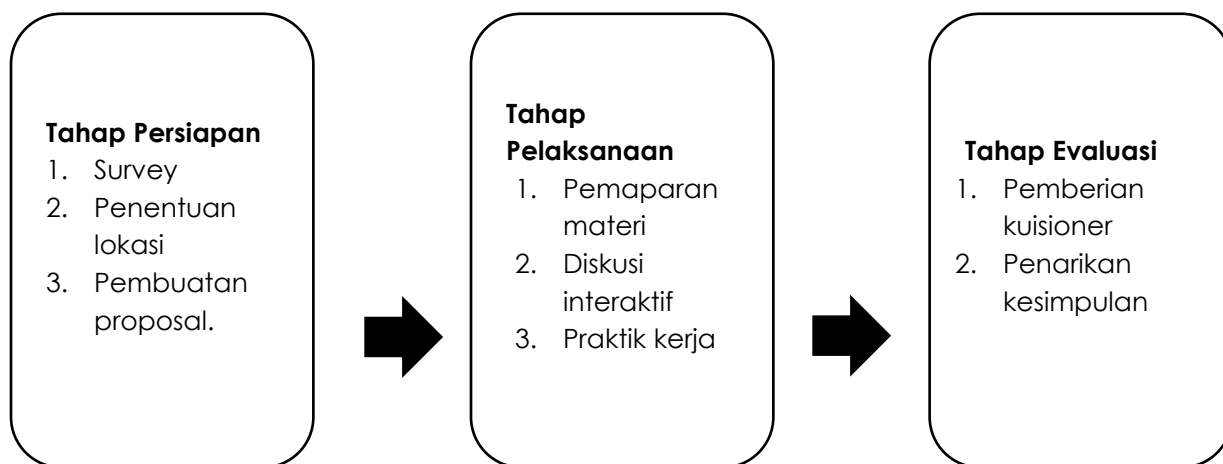 Tahap Persiapan
1. Survey
2. Penentuan
lokasi
3. Pembuatan
proposal.
Tahap
Pelaksanaan
1. Pemaparan
materi
2. Diskusi
interaktif
3. Praktik kerja
Tahap Evaluasi
1. Pemberian
kuisioner
2. Penarikan
kesimpulan